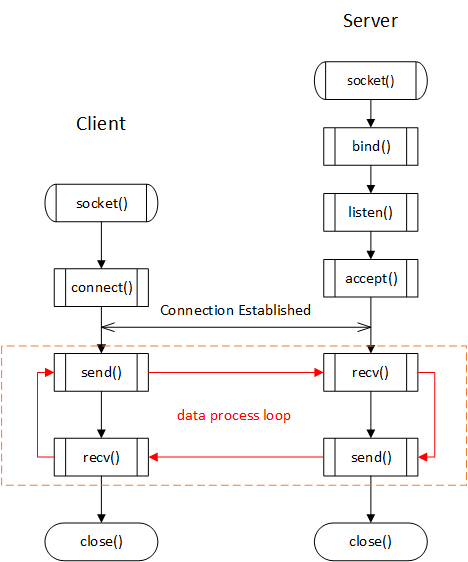 Server
socket()
Client
bind()
socket()
listen()
connect()
accept()
Connection Established
send()
recv()
data process loop
recv()
send()
close()
close()